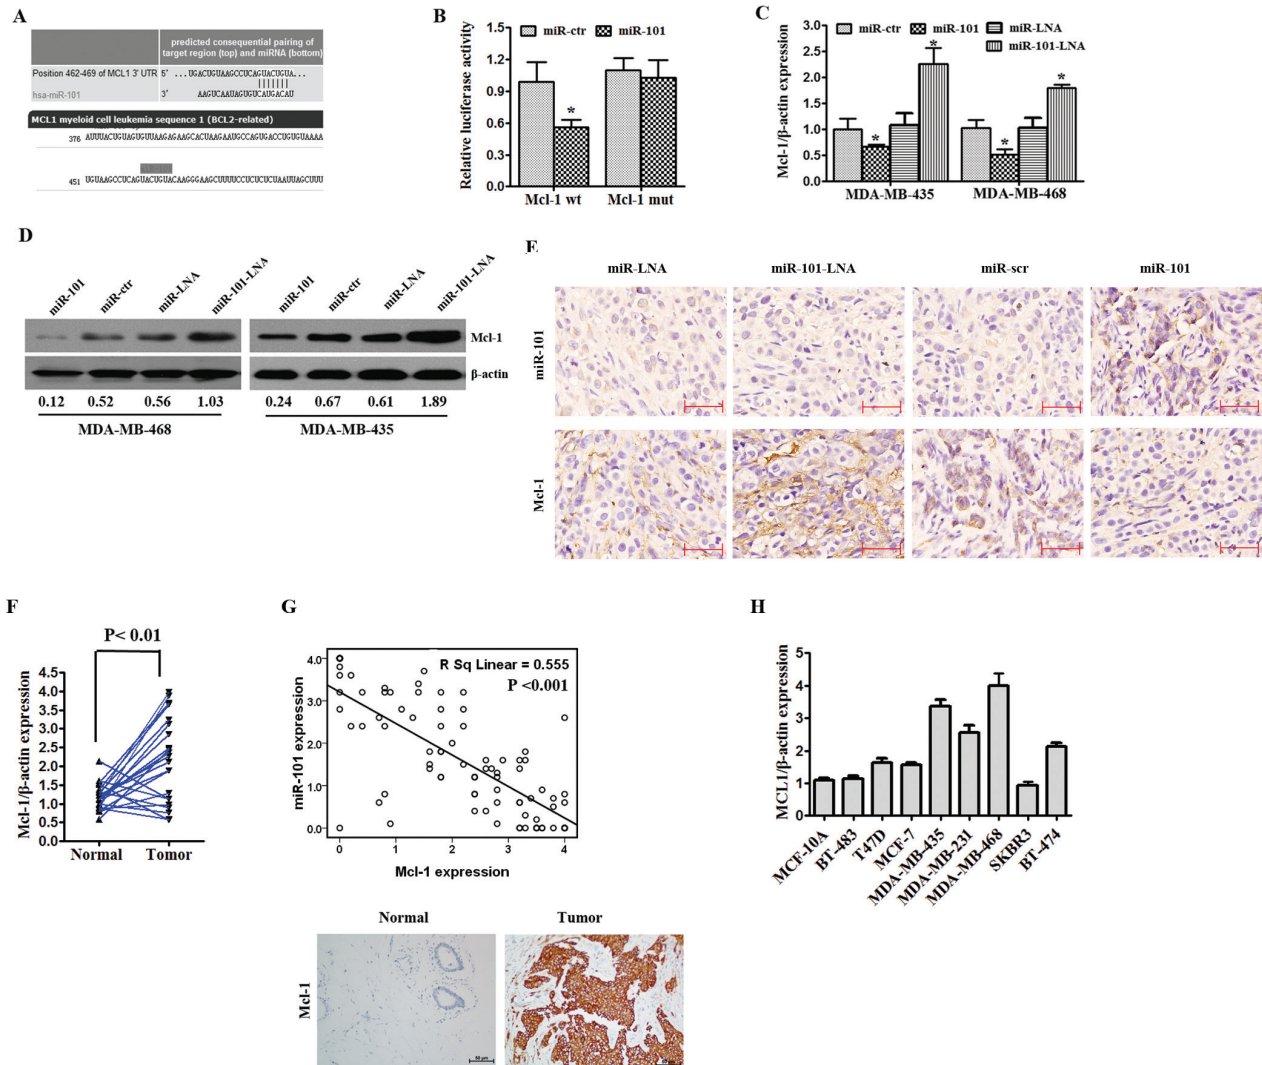 A
predicted consequential pairing of
target region (top) and miRNA (bottom)
Position 462-469 of MCL1 3' UTR 5' ...UGACUGUAAGCCUCAGUACUGUA...
hsa-miR-101 3' AAGUCAAUAGUGUCAUGACAU
MCL1 myeloid cell leukemia sequence 1 (BCL2-related)
376 AUUUACUGUAGUGUUAAGAGAAGCACUAAGAAUGCCAGUGACCUGUGUAAAA
451 UGUAAGCCUCAGUACUGUACAAGGGAAGCUUUUCCUCUCUCUAAUUAGCUUU
B
miR-ctr miR-101
Relative luciferase activity
1.5
1.2
0.9
0.6
0.3
0.0
*
Mcl-1 wt Mcl-1 mut
C
miR-ctr miR-101 miR-LNA
miR-101-LNA
Mcl-1/β-actin expression
3.0
2.5
2.0
1.5
1.0
0.5
0.0
* * * *
MDA-MB-435 MDA-MB-468
D
miR-101 miR-ctr miR-LNA miR-101-LNA miR-101 miR-ctr miR-LNA miR-101-LNA
Mcl-1
β-actin
0.12 0.52 0.56 1.03 0.24 0.67 0.61 1.89
MDA-MB-468 MDA-MB-435
E
miR-LNA miR-101-LNA miR-scr miR-101
miR-101
Mcl-1
F
P< 0.01
Mcl-1/β-actin expression
4.5
4.0
3.5
3.0
2.5
2.0
1.5
1.0
0.5
0.0
Normal Tomor
G
R Sq Linear = 0.555
P <0.001
miR-101 expression
4.0
3.0
2.0
1.0
0.0
0 1 2 3 4
Mcl-1 expression
Normal Tumor
Mcl-1
50 µm
H
MCL1/β-actin expression
5
4
3
2
1
0
MCF-10A
BT-483
T47D
MCF-7
MDA-MB-435
MDA-MB-231
MDA-MB-468
SKBR3
BT-474